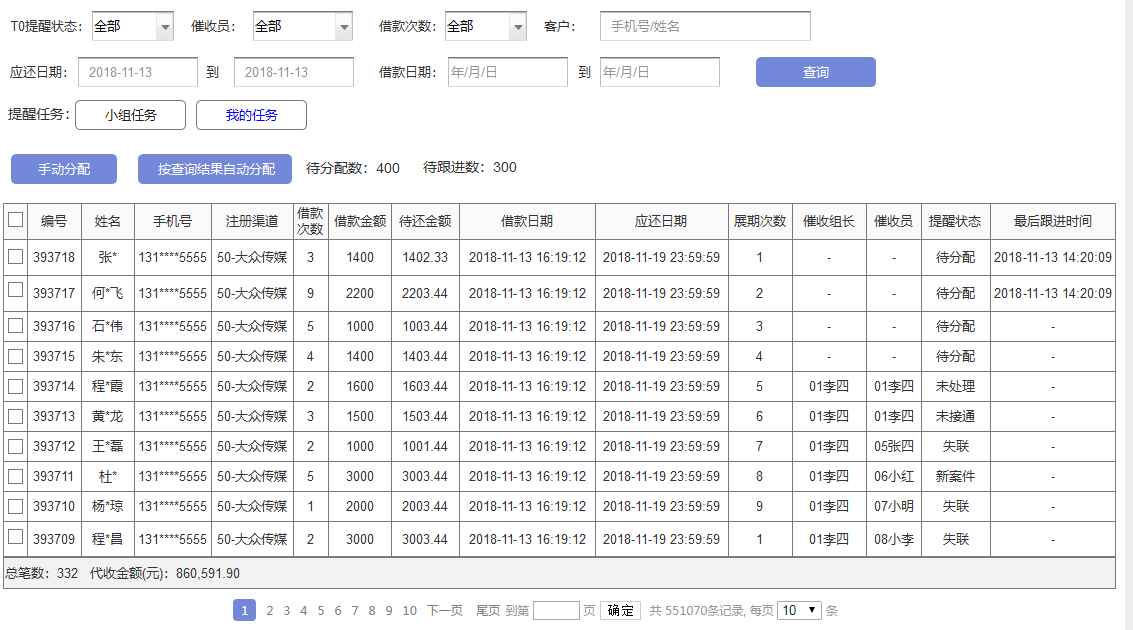 T0提醒状态： 全部 催收员： 全部 借款次数： 全部 客户： 手机号/姓名
应还日期： 2018-11-13 到 2018-11-13 借款日期： 年/月/日 到 年/月/日 查询
提醒任务： 小组任务 我的任务
手动分配 按查询结果自动分配 待分配数：400 待跟进数：300
编号 姓名 手机号 注册渠道 借款次数 借款金额 待还金额 借款日期 应还日期 展期次数 催收组长 催收员 提醒状态 最后跟进时间
393718 张* 131****5555 50-大众传媒 3 1400 1402.33 2018-11-13 16:19:12 2018-11-19 23:59:59 1 - - 待分配 2018-11-13 14:20:09
393717 何*飞 131****5555 50-大众传媒 9 2200 2203.44 2018-11-13 16:19:12 2018-11-19 23:59:59 2 - - 待分配 2018-11-13 14:20:09
393716 石*伟 131****5555 50-大众传媒 5 1000 1003.44 2018-11-13 16:19:12 2018-11-19 23:59:59 3 - - 待分配 -
393715 朱*东 131****5555 50-大众传媒 4 1400 1403.44 2018-11-13 16:19:12 2018-11-19 23:59:59 4 - - 待分配 -
393714 程*霞 131****5555 50-大众传媒 2 1600 1603.44 2018-11-13 16:19:12 2018-11-19 23:59:59 5 01李四 01李四 未处理 -
393713 黄*龙 131****5555 50-大众传媒 3 1500 1503.44 2018-11-13 16:19:12 2018-11-19 23:59:59 6 01李四 01李四 未接通 -
393712 王*磊 131****5555 50-大众传媒 2 1000 1001.44 2018-11-13 16:19:12 2018-11-19 23:59:59 7 01李四 05张四 失联 -
393711 杜* 131****5555 50-大众传媒 5 3000 3003.44 2018-11-13 16:19:12 2018-11-19 23:59:59 8 01李四 06小红 新案件 -
393710 杨*琼 131****5555 50-大众传媒 1 2000 2003.44 2018-11-13 16:19:12 2018-11-19 23:59:59 9 01李四 07小明 失联 -
393709 程*昌 131****5555 50-大众传媒 2 3000 3003.44 2018-11-13 16:19:12 2018-11-19 23:59:59 1 01李四 08小李 失联 -
总笔数：332 代收金额(元)：860,591.90
1 2 3 4 5 6 7 8 9 10 下一页 尾页 到第 页 确定 共 551070条记录, 每页 10 条